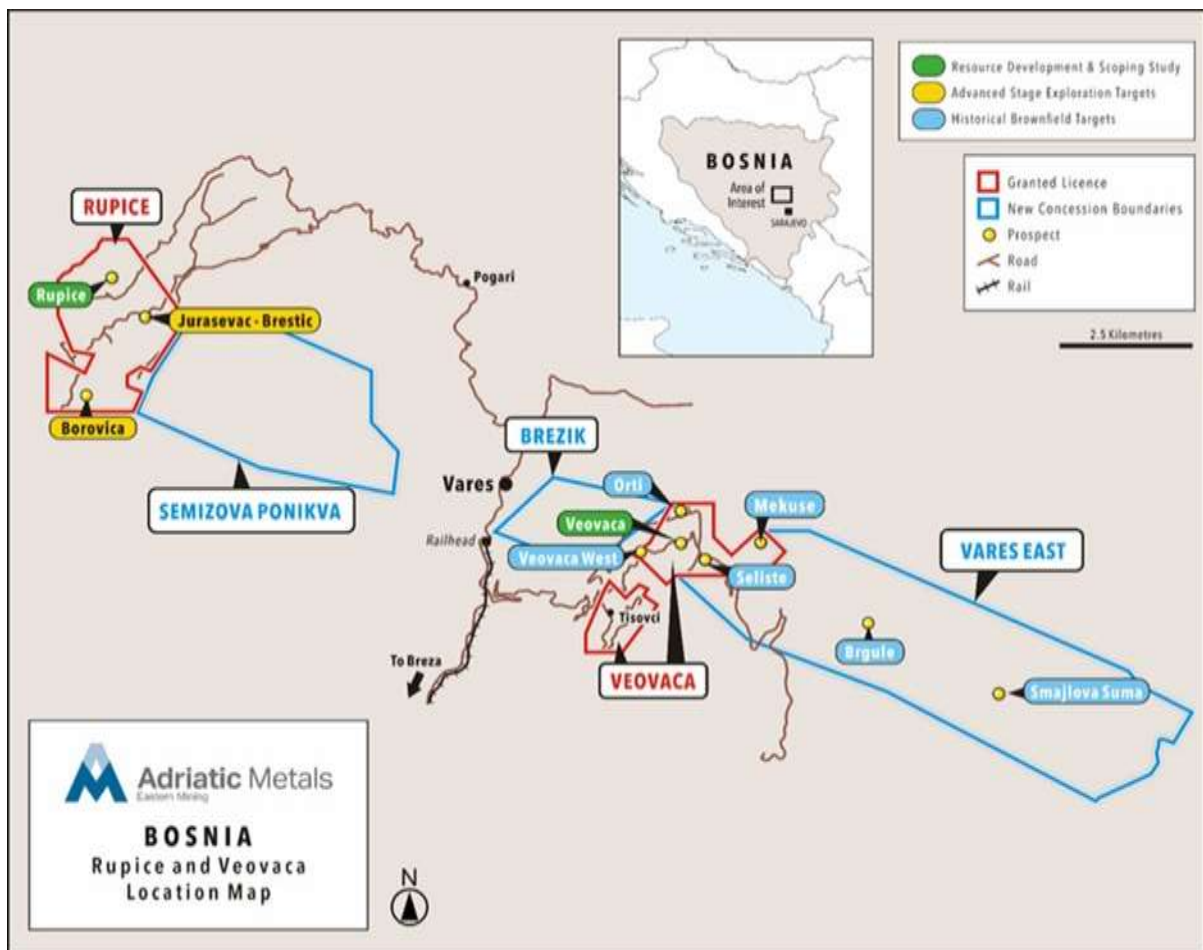 Resource Development & Scoping Study
Advanced Stage Exploration Targets
Historical Brownfield Targets
BOSNIA
Area of
Interest
SARAJEVO
Granted Licence
New Concession Boundaries
Prospect
Road
Rail
2.5 Kilometres
RUPICE
Rupice
Jurasevac - Brestic
Borovica
SEMIZOVA PONIKVA
Pogari
BREZIK
Vares
Orti
Mekuse
Veovaca
Railhead
Veovaca West
Seliste
VARES EAST
Tisovci
Brgule
To Breza
VEOVACA
Smajlova Suma
Adriatic Metals
Eastern Mining
BOSNIA
Rupice and Veovaca
Location Map
N